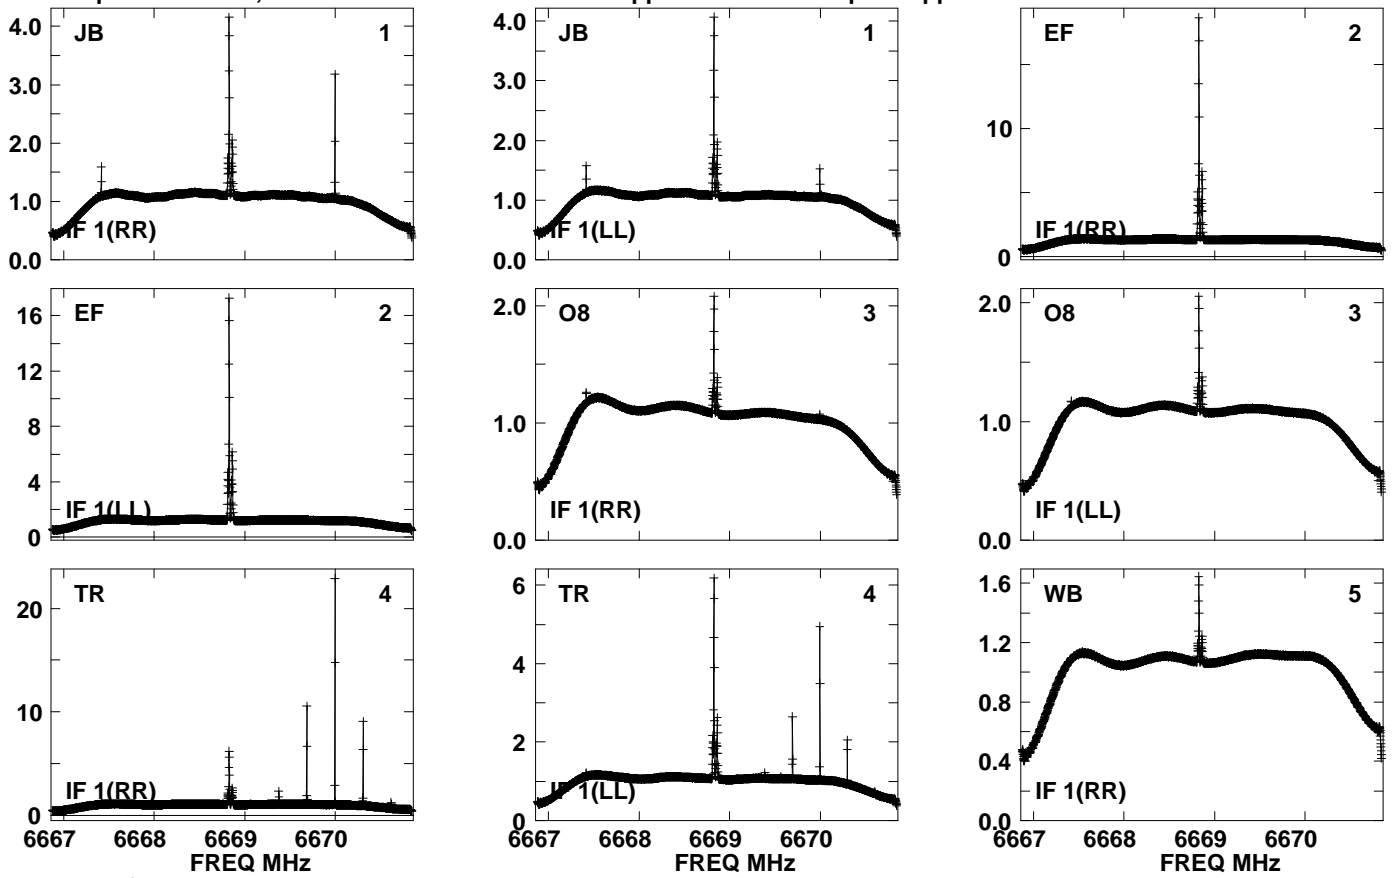 JB 1
4.0
3.0
2.0
1.0
0.0
IF 1(RR)
JB 1
4.0
3.0
2.0
1.0
0.0
IF 1(LL)
EF 2
10
0
IF 1(RR)
EF 2
16
12
8
4
0
IF 1(LL)
O8 3
2.0
1.0
0.0
IF 1(RR)
O8 3
2.0
1.0
0.0
IF 1(LL)
TR 4
20
10
0
IF 1(RR)
6667 6668 6669 6670
FREQ MHz
TR 4
6
4
2
0
IF 1(LL)
6667 6668 6669 6670
FREQ MHz
WB 5
1.6
1.2
0.8
0.4
0.0
IF 1(RR)
6667 6668 6669 6670
FREQ MHz